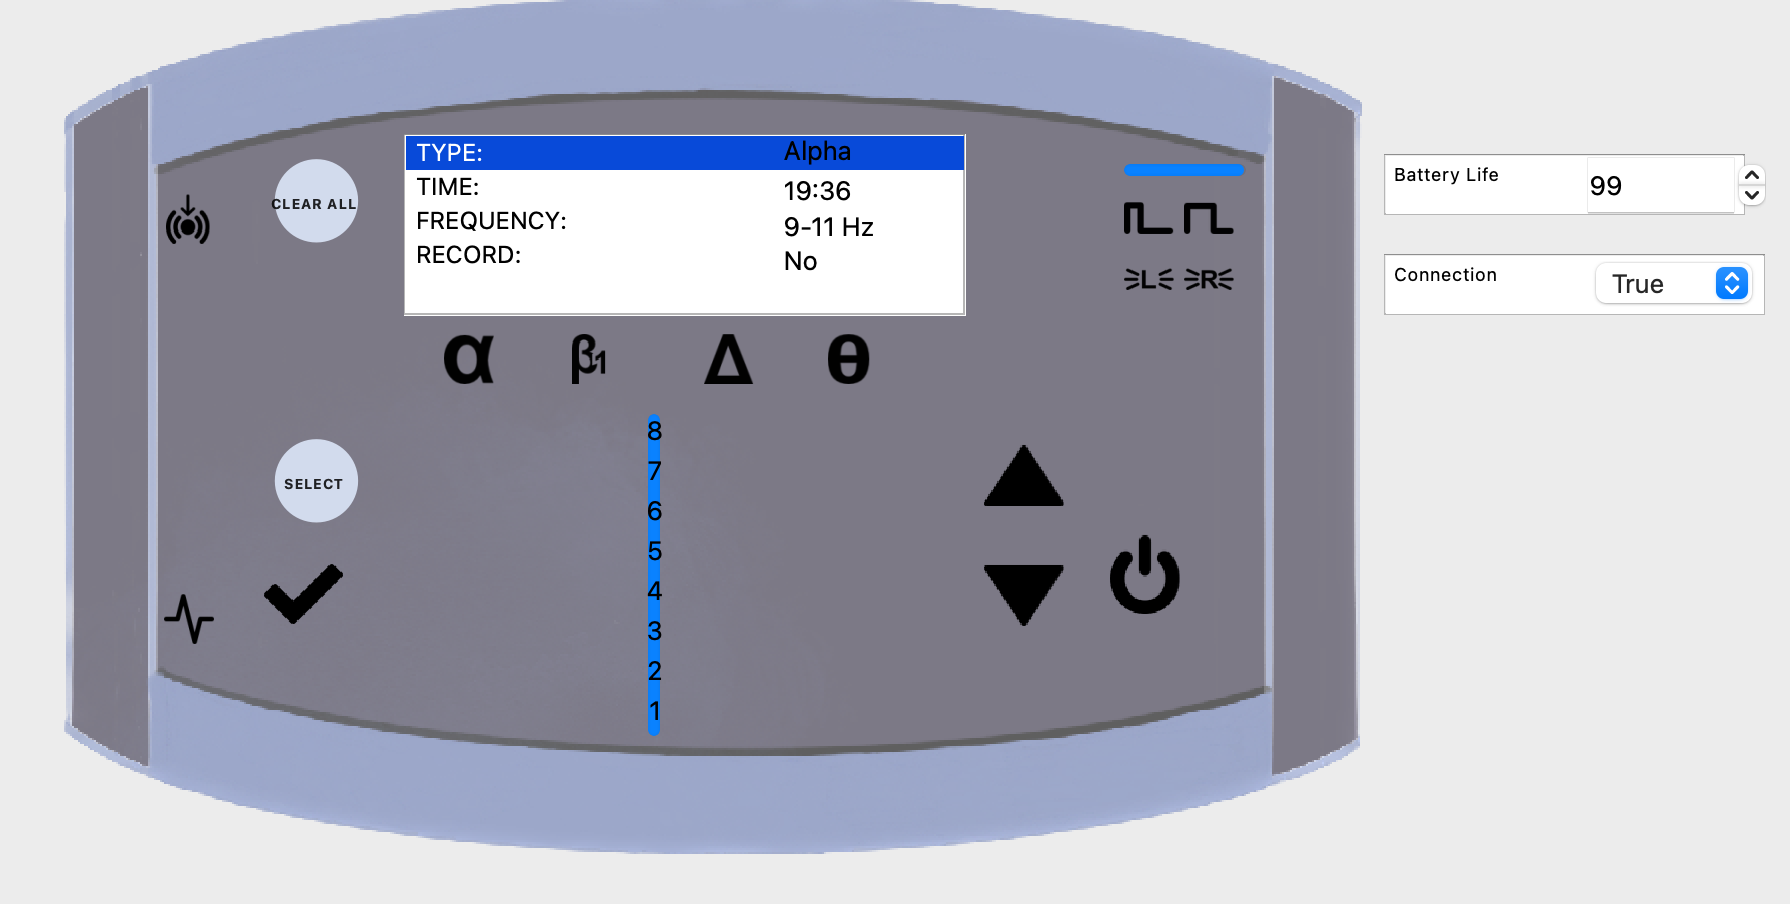 CLEAR ALL
TYPE: Alpha
TIME: 19:36
FREQUENCY: 9-11 Hz
RECORD: No
Battery Life 99
Connection True
L R
α β1 Δ θ
8
7
6
5
4
3
2
1
SELECT